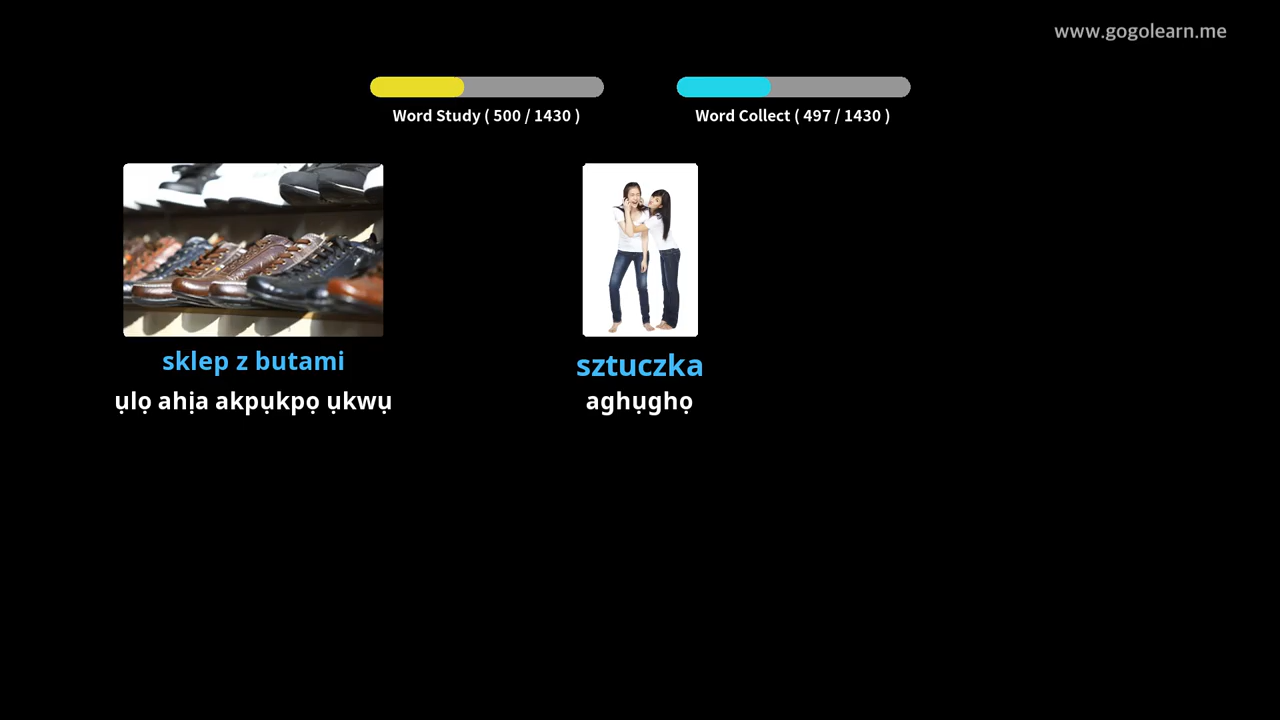 www.gogolearn.me
Word Study ( 500 / 1430 )
Word Collect ( 497 / 1430 )
sklep z butami
ụlọ ahịa akpụkpọ ụkwụ
sztuczka
aghụghọ